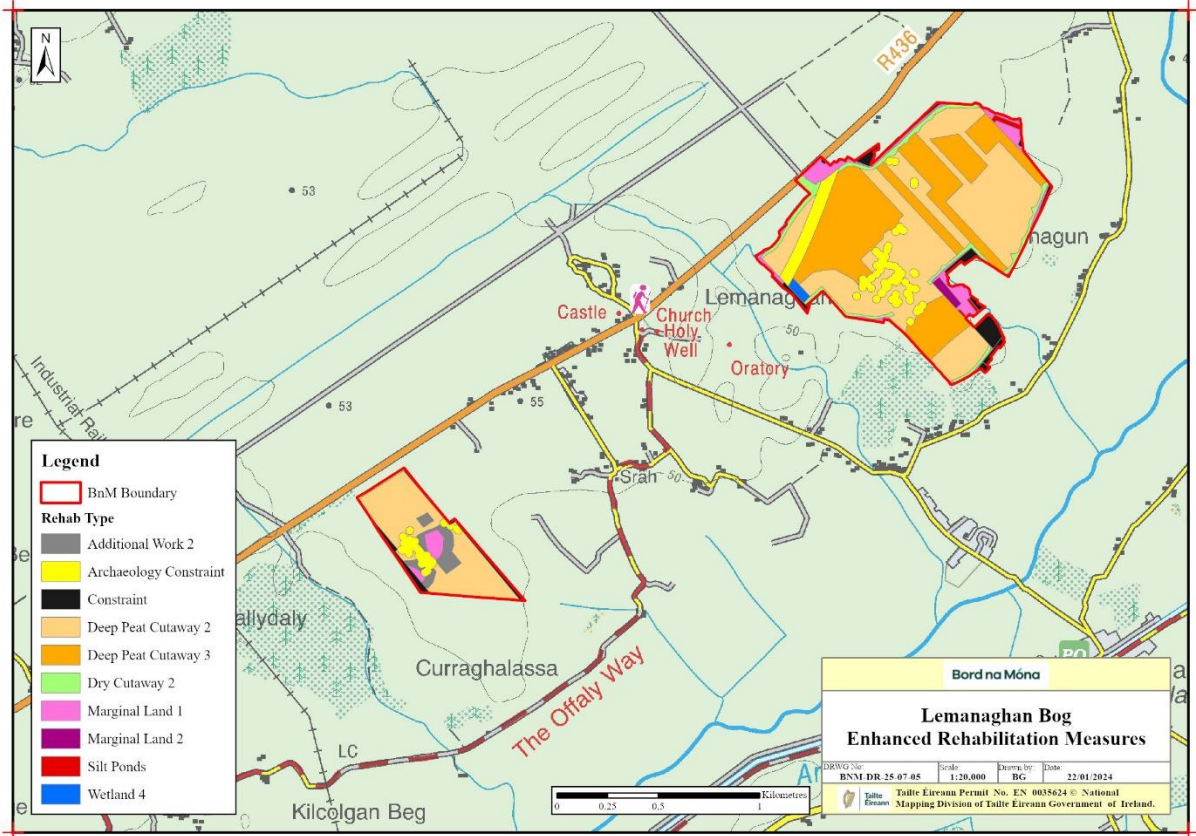 N
R436
53
nagun
Lemanaghan
Castle
Church
Holy
Well
50
Oratory
53
55
Industrial Rail
re
Srah
50
Be
allydaly
Curraghalassa
The Offaly Way
LC
Kilcolgan Beg
PO
Legend
BnM Boundary
Rehab Type
Additional Work 2
Archaeology Constraint
Constraint
Deep Peat Cutaway 2
Deep Peat Cutaway 3
Dry Cutaway 2
Marginal Land 1
Marginal Land 2
Silt Ponds
Wetland 4
Kilometres
0 0.25 0.5 1
Bord na Móna
Lemanaghan Bog
Enhanced Rehabilitation Measures
DRWG No: Scale: Drawn by: Date:
BNM-DR-25-07-05 1:20,000 BG 22/01/2024
Tailte Éireann
Tailte Éireann Permit No. EN 0035624 © National
Mapping Division of Tailte Éireann Government of Ireland.